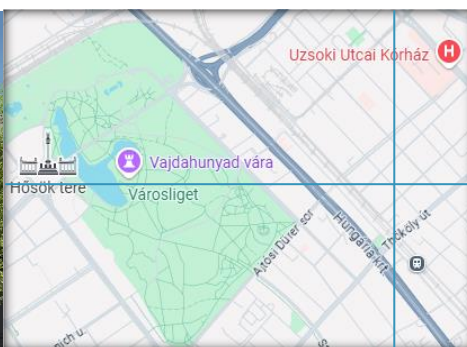 Uzsoki Utcai Kórház
H
Vajdahunyad vára
Hősök tere
Városliget
Ajtósi Dürer sor
Hungária krt.
Thököly út